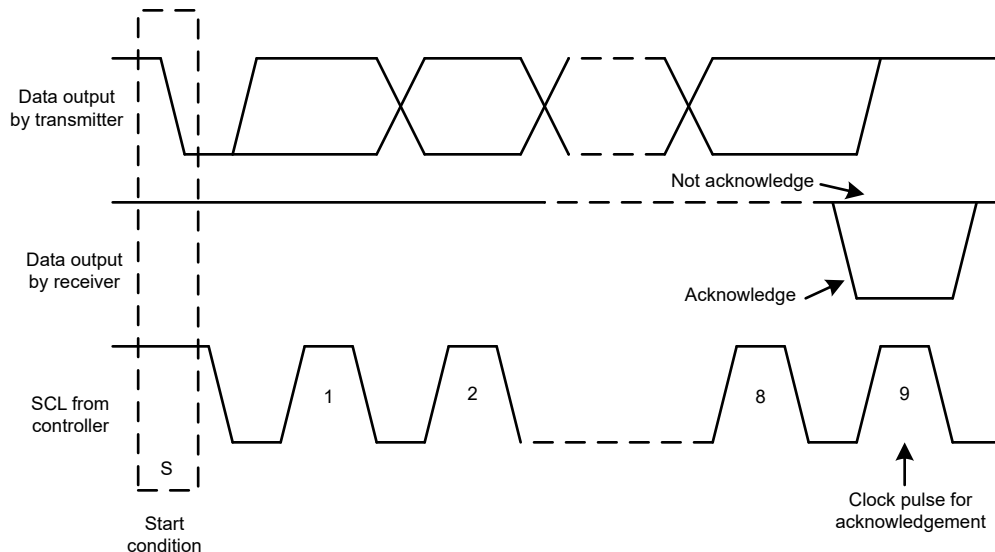 Data output
by transmitter
Not acknowledge
Data output
by receiver
Acknowledge
SCL from
controller
1
2
8
9
S
Start
condition
Clock pulse for
acknowledgement